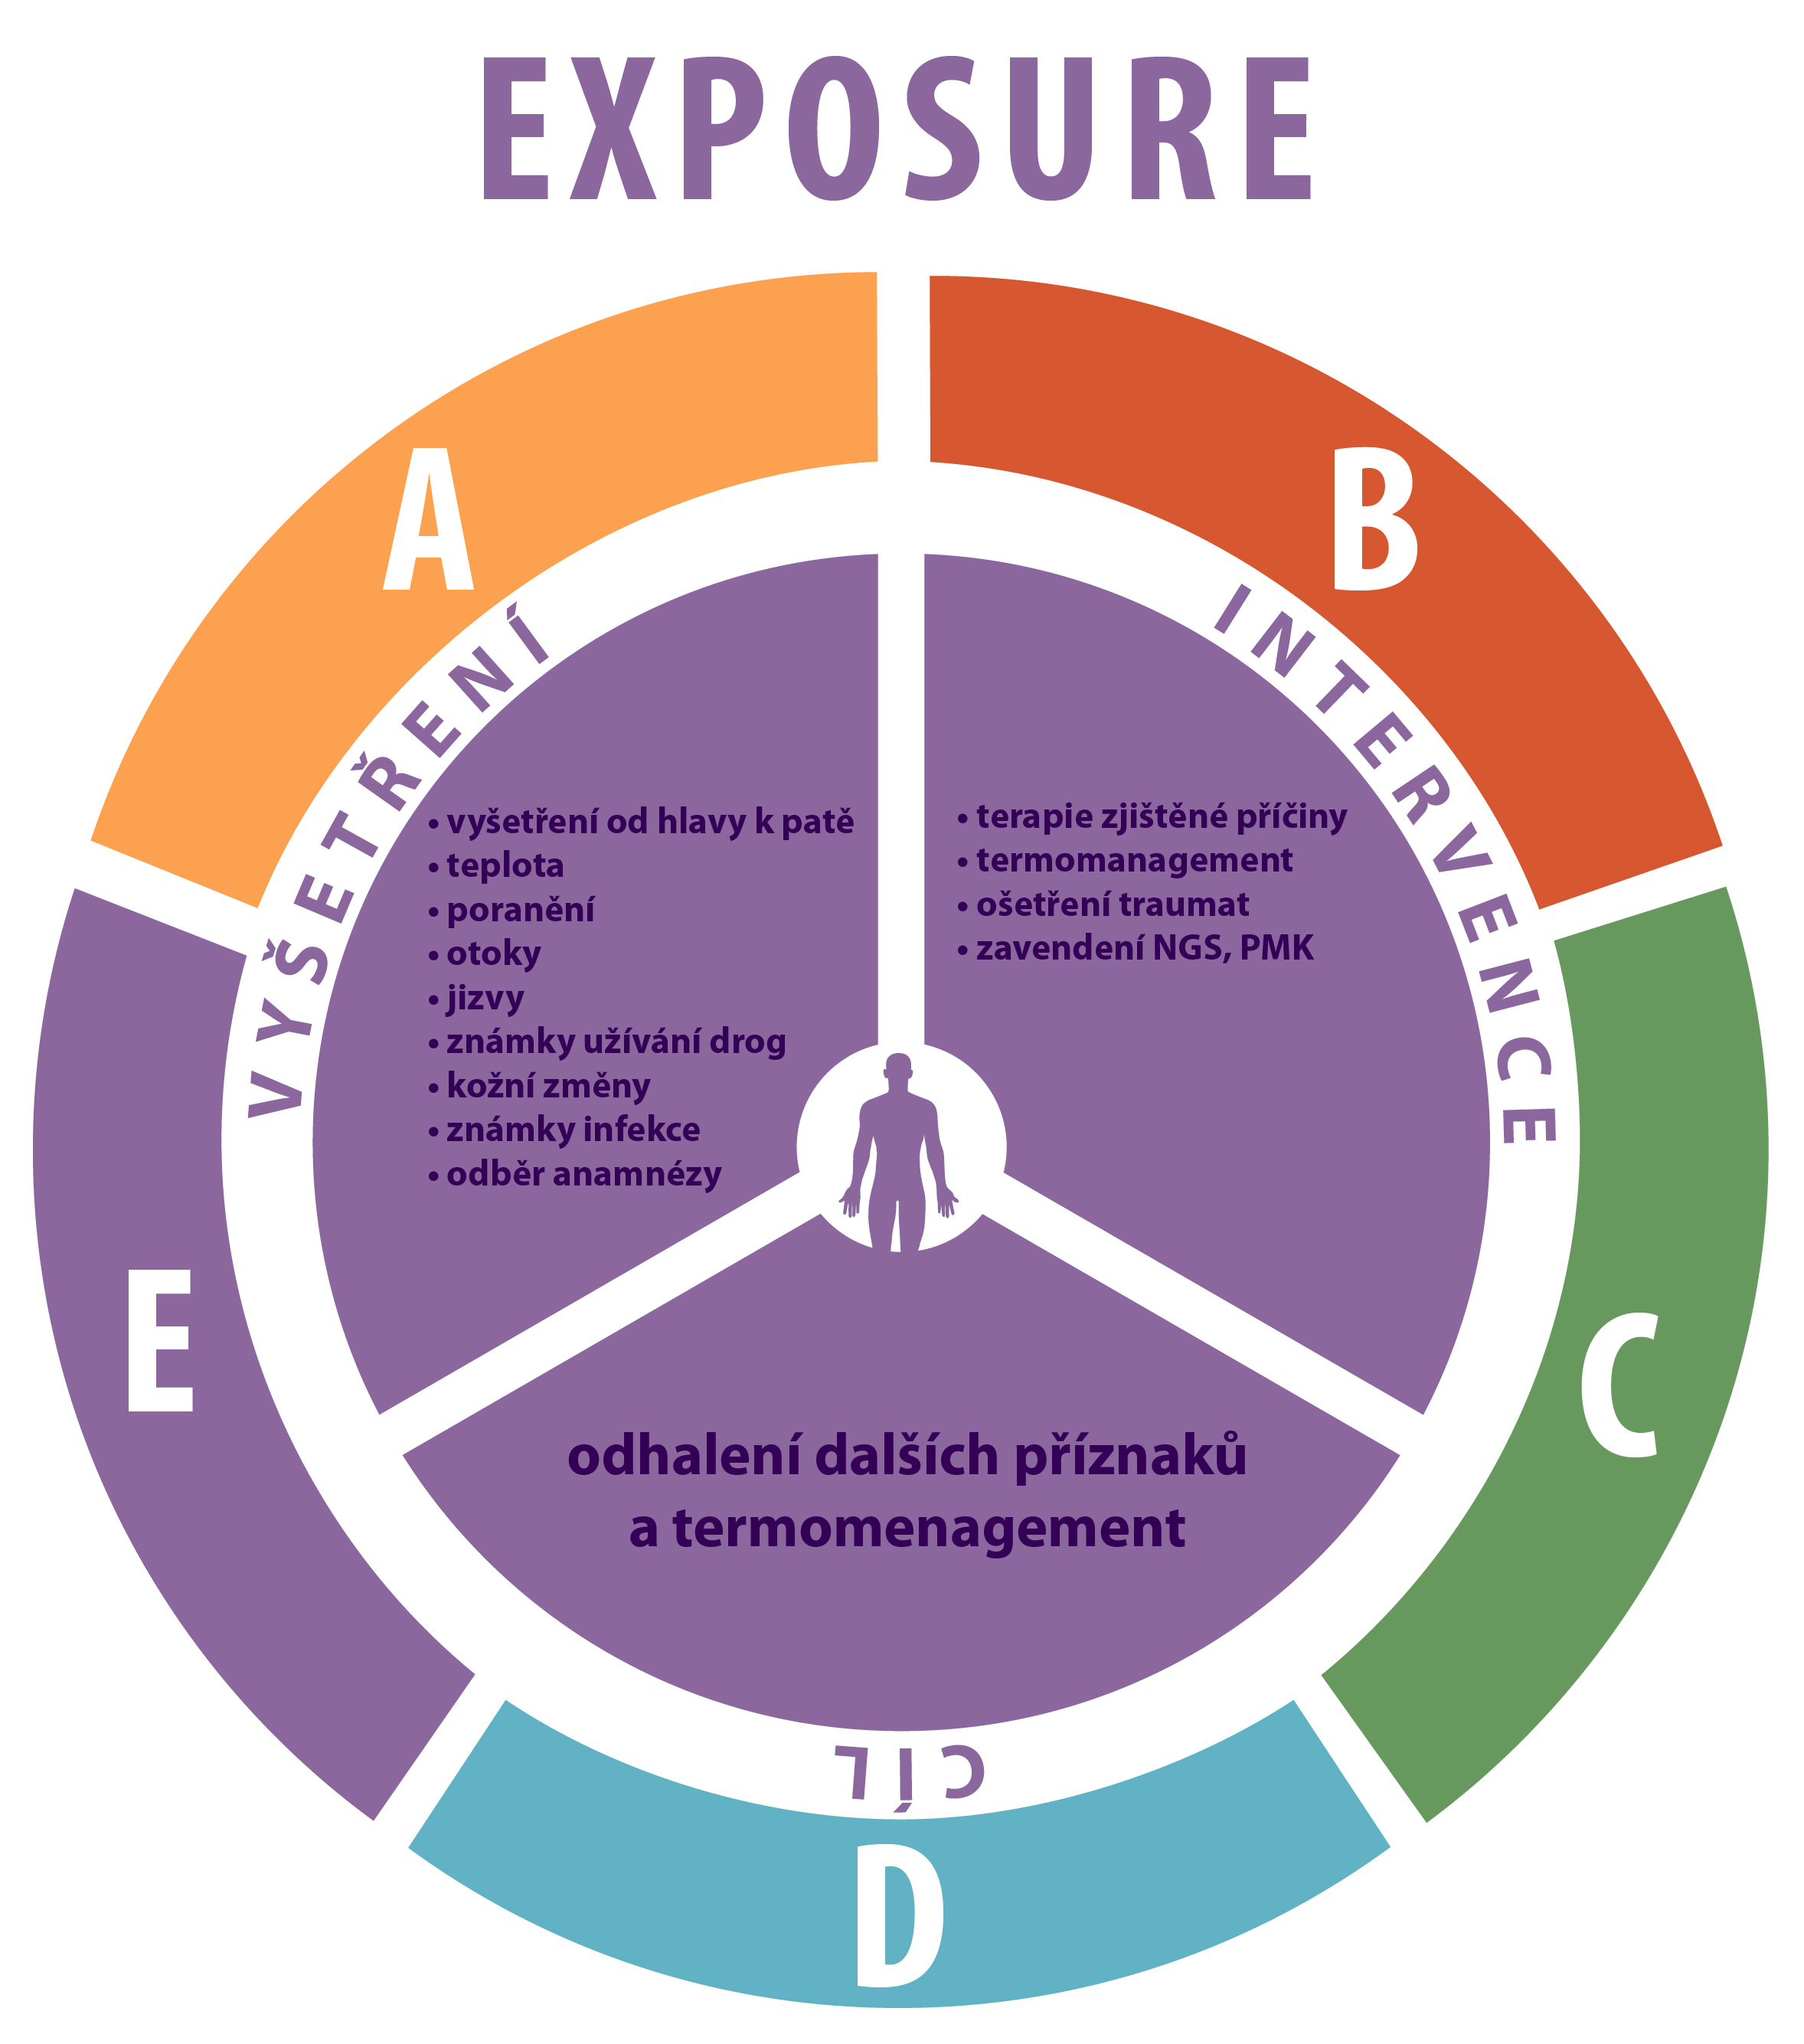 EXPOSURE
A
B
VYŠETŘENÍ
INTERVENCE
• vyšetření od hlavy k patě
• teplota
• poranění
• otoky
• jizvy
• známky užívání drog
• kožní změny
• známky infekce
• odběr anamnézy
• terapie zjištěné příčiny
• termomanagement
• ošetření traumat
• zavendení NGS, PMK
E
C
odhalení dalších příznaků
a termomenagement
CÍL
D